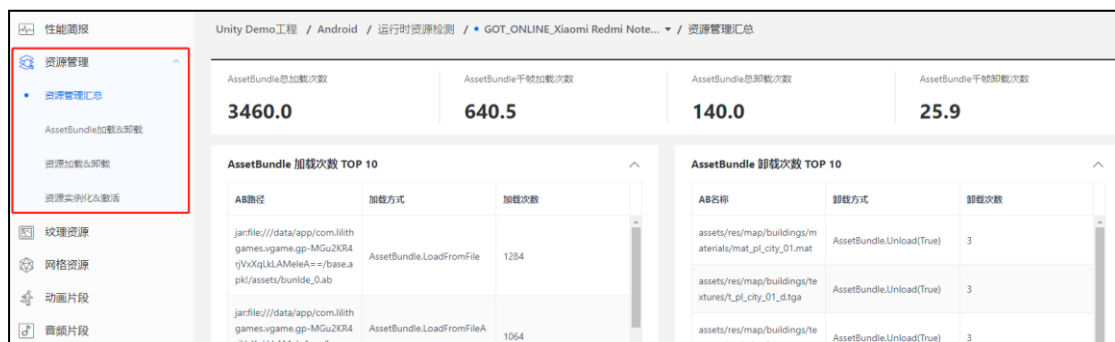 性能简报
资源管理
资源管理汇总
AssetBundle加载&卸载
资源加载&卸载
资源实例化&激活
纹理资源
网格资源
动画片段
音频片段
Unity Demo工程 / Android / 运行时资源检测 / • GOT_ONLINE_Xiaomi Redmi Note... / 资源管理汇总
AssetBundle总加载次数
3460.0
AssetBundle千帧加载次数
640.5
AssetBundle总卸载次数
140.0
AssetBundle千帧卸载次数
25.9
AssetBundle 加载次数 TOP 10
AB路径 加载方式 加载次数
jar:file:///data/app/com.lilith
games.vgame.gp-MGu2KR4
rjVxXqLkLAMeleA==/base.a
pk!/assets/bunlde_0.ab
AssetBundle.LoadFromFile
1284
jar:file:///data/app/com.lilith
games.vgame.gp-MGu2KR4
AssetBundle.LoadFromFileA
1064
AssetBundle 卸载次数 TOP 10
AB名称 卸载方式 卸载次数
assets/res/map/buildings/m
aterials/mat_pl_city_01.mat
AssetBundle.Unload(True)
3
assets/res/map/buildings/te
xtures/t_pl_city_01_d.tga
AssetBundle.Unload(True)
3
assets/res/map/buildings/te
AssetBundle.Unload(True)
3